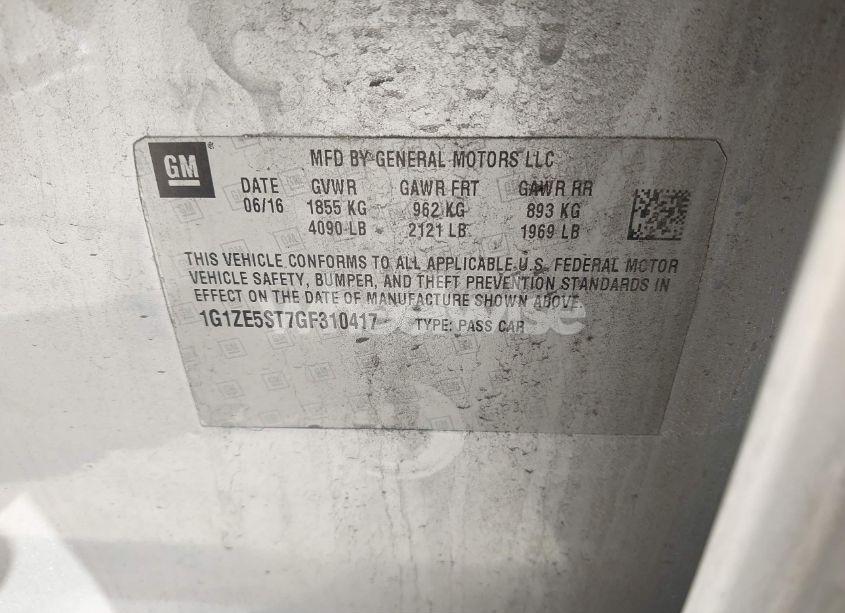 GM
MFD BY GENERAL MOTORS LLC
DATE GVWR GAWR FRT GAWR RR
06/16 1855 KG 962 KG 893 KG
4090 LB 2121 LB 1969 LB
THIS VEHICLE CONFORMS TO ALL APPLICABLE U.S. FEDERAL MOTOR
VEHICLE SAFETY, BUMPER, AND THEFT PREVENTION STANDARDS IN
EFFECT ON THE DATE OF MANUFACTURE SHOWN ABOVE.
1G1ZE5ST7GF310417 TYPE: PASS CAR